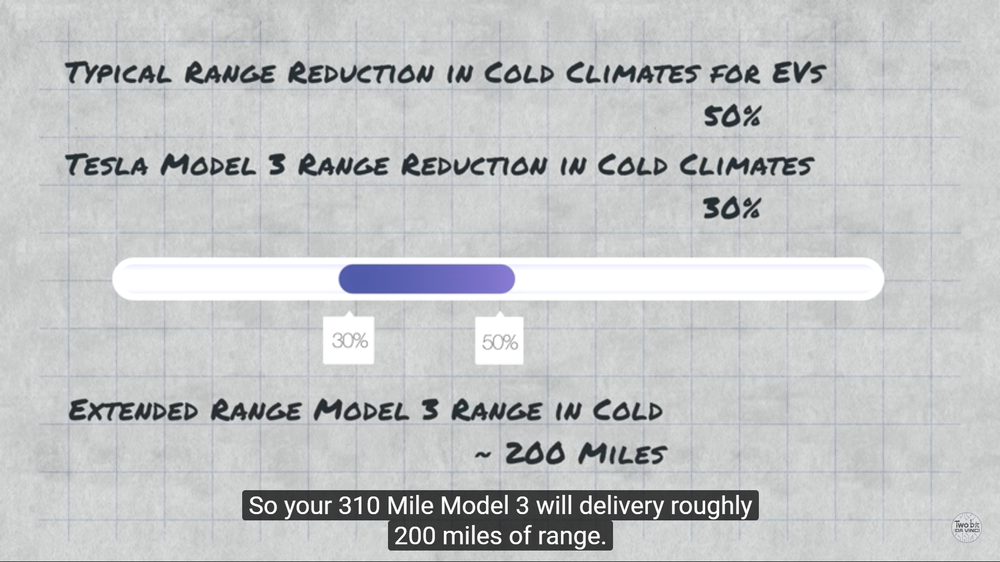 Typical Range Reduction in Cold Climates for EVs
50%
Tesla Model 3 Range Reduction in Cold Climates
30%
30%
50%
Extended Range Model 3 Range in Cold
~ 200 Miles
So your 310 Mile Model 3 will delivery roughly
200 miles of range.
Two bit
DA VINCI